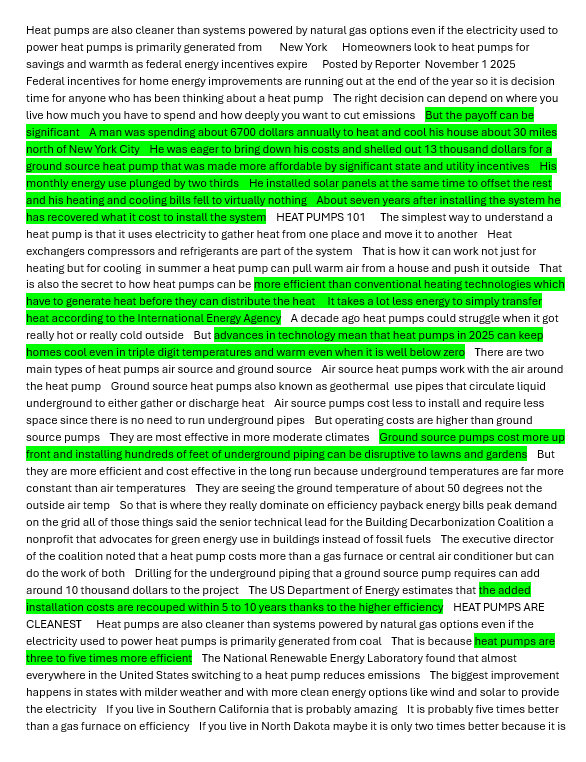 Heat pumps are also cleaner than systems powered by natural gas options even if the electricity used to
power heat pumps is primarily generated from New York Homeowners look to heat pumps for
savings and warmth as federal energy incentives expire Posted by Reporter November 1 2025
Federal incentives for home energy improvements are running out at the end of the year so it is decision
time for anyone who has been thinking about a heat pump The right decision can depend on where you
live how much you have to spend and how deeply you want to cut emissions But the payoff can be
significant A man was spending about 6700 dollars annually to heat and cool his house about 30 miles
north of New York City He was eager to bring down his costs and shelled out 13 thousand dollars for a
ground source heat pump that was made more affordable by significant state and utility incentives His
monthly energy use plunged by two thirds He installed solar panels at the same time to offset the rest
and his heating and cooling bills fell to virtually nothing About seven years after installing the system he
has recovered what it cost to install the system HEAT PUMPS 101 The simplest way to understand a
heat pump is that it uses electricity to gather heat from one place and move it to another Heat
exchangers compressors and refrigerants are part of the system That is how it can work not just for
heating but for cooling in summer a heat pump can pull warm air from a house and push it outside That
is also the secret to how heat pumps can be more efficient than conventional heating technologies which
have to generate heat before they can distribute the heat It takes a lot less energy to simply transfer
heat according to the International Energy Agency A decade ago heat pumps could struggle when it got
really hot or really cold outside But advances in technology mean that heat pumps in 2025 can keep
homes cool even in triple digit temperatures and warm even when it is well below zero There are two
main types of heat pumps air source and ground source Air source heat pumps work with the air around
the heat pump Ground source heat pumps also known as geothermal use pipes that circulate liquid
underground to either gather or discharge heat Air source pumps cost less to install and require less
space since there is no need to run underground pipes But operating costs are higher than ground
source pumps They are most effective in more moderate climates Ground source pumps cost more up
front and installing hundreds of feet of underground piping can be disruptive to lawns and gardens But
they are more efficient and cost effective in the long run because underground temperatures are far more
constant than air temperatures They are seeing the ground temperature of about 50 degrees not the
outside air temp So that is where they really dominate on efficiency payback energy bills peak demand
on the grid all of those things said the senior technical lead for the Building Decarbonization Coalition a
nonprofit that advocates for green energy use in buildings instead of fossil fuels The executive director
of the coalition noted that a heat pump costs more than a gas furnace or central air conditioner but can
do the work of both Drilling for the underground piping that a ground source pump requires can add
around 10 thousand dollars to the project The US Department of Energy estimates that the added
installation costs are recouped within 5 to 10 years thanks to the higher efficiency HEAT PUMPS ARE
CLEANEST Heat pumps are also cleaner than systems powered by natural gas options even if the
electricity used to power heat pumps is primarily generated from coal That is because heat pumps are
three to five times more efficient The National Renewable Energy Laboratory found that almost
everywhere in the United States switching to a heat pump reduces emissions The biggest improvement
happens in states with milder weather and with more clean energy options like wind and solar to provide
the electricity If you live in Southern California that is probably amazing It is probably five times better
than a gas furnace on efficiency If you live in North Dakota maybe it is only two times better because it is